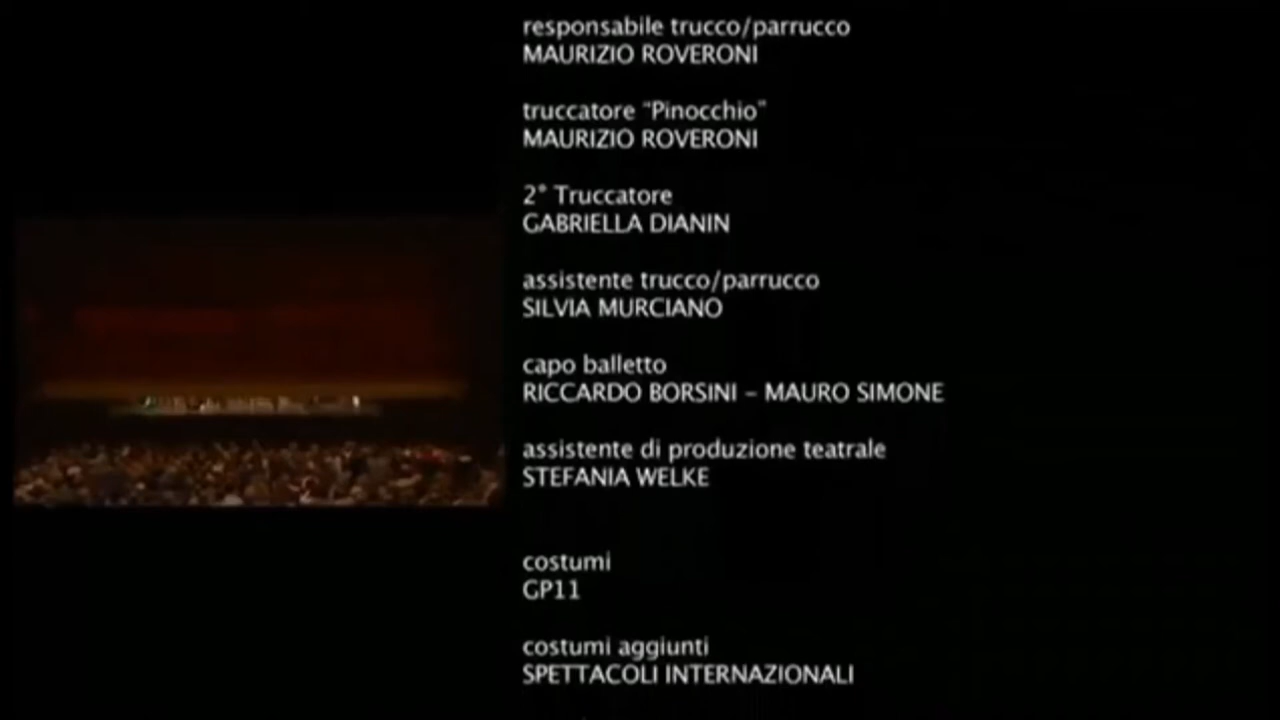 responsabile trucco/parrucco
MAURIZIO ROVERONI
truccatore "Pinocchio"
MAURIZIO ROVERONI
2° Truccatore
GABRIELLA DIANIN
assistente trucco/parrucco
SILVIA MURCIANO
capo balletto
RICCARDO BORSINI – MAURO SIMONE
assistente di produzione teatrale
STEFANIA WELKE
costumi
GP11
costumi aggiunti
SPETTACOLI INTERNAZIONALI